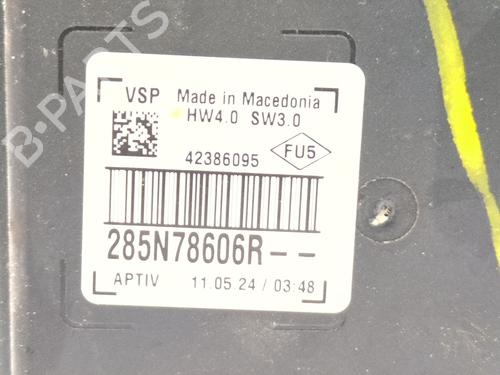 B-PARTS
VSP Made in Macedonia
HW4.0 SW3.0
42386095
FU5
285N78606R--
APTIV 11.05.24 / 03:48